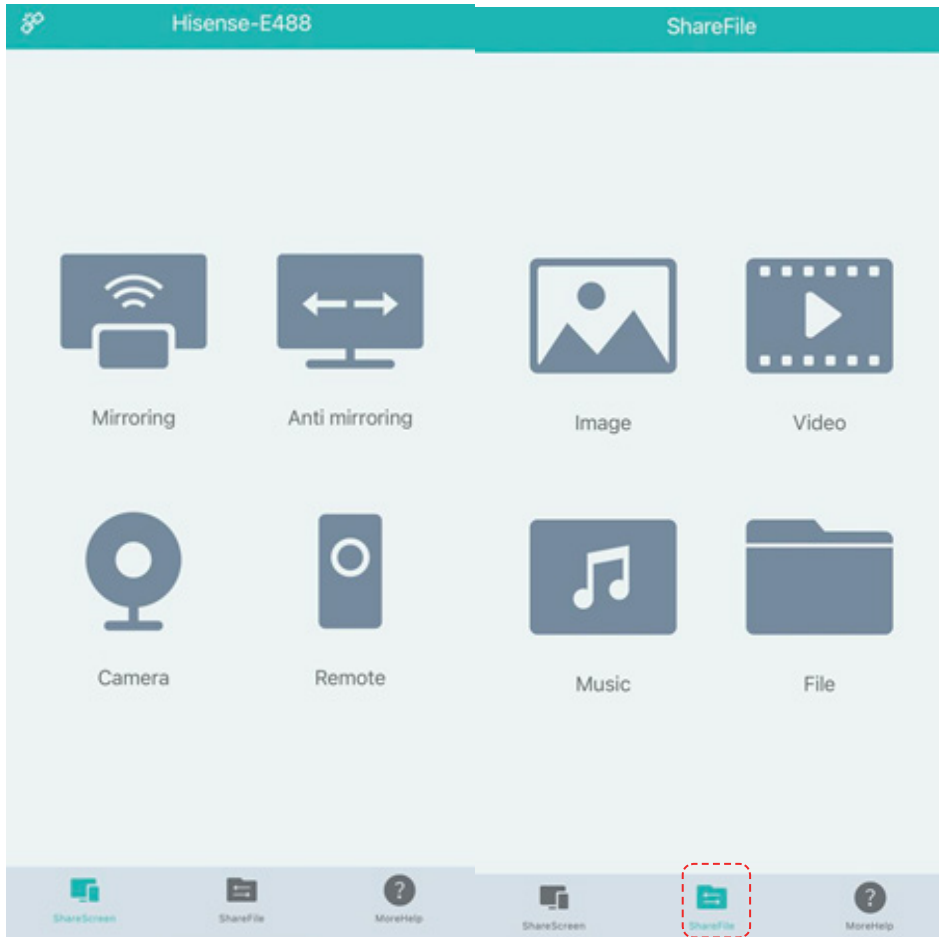 Hisense-E488
Mirroring
Anti mirroring
Camera
Remote
ShareScreen
ShareFile
MoreHelp
ShareFile
Image
Video
Music
File
ShareScreen
ShareFile
MoreHelp